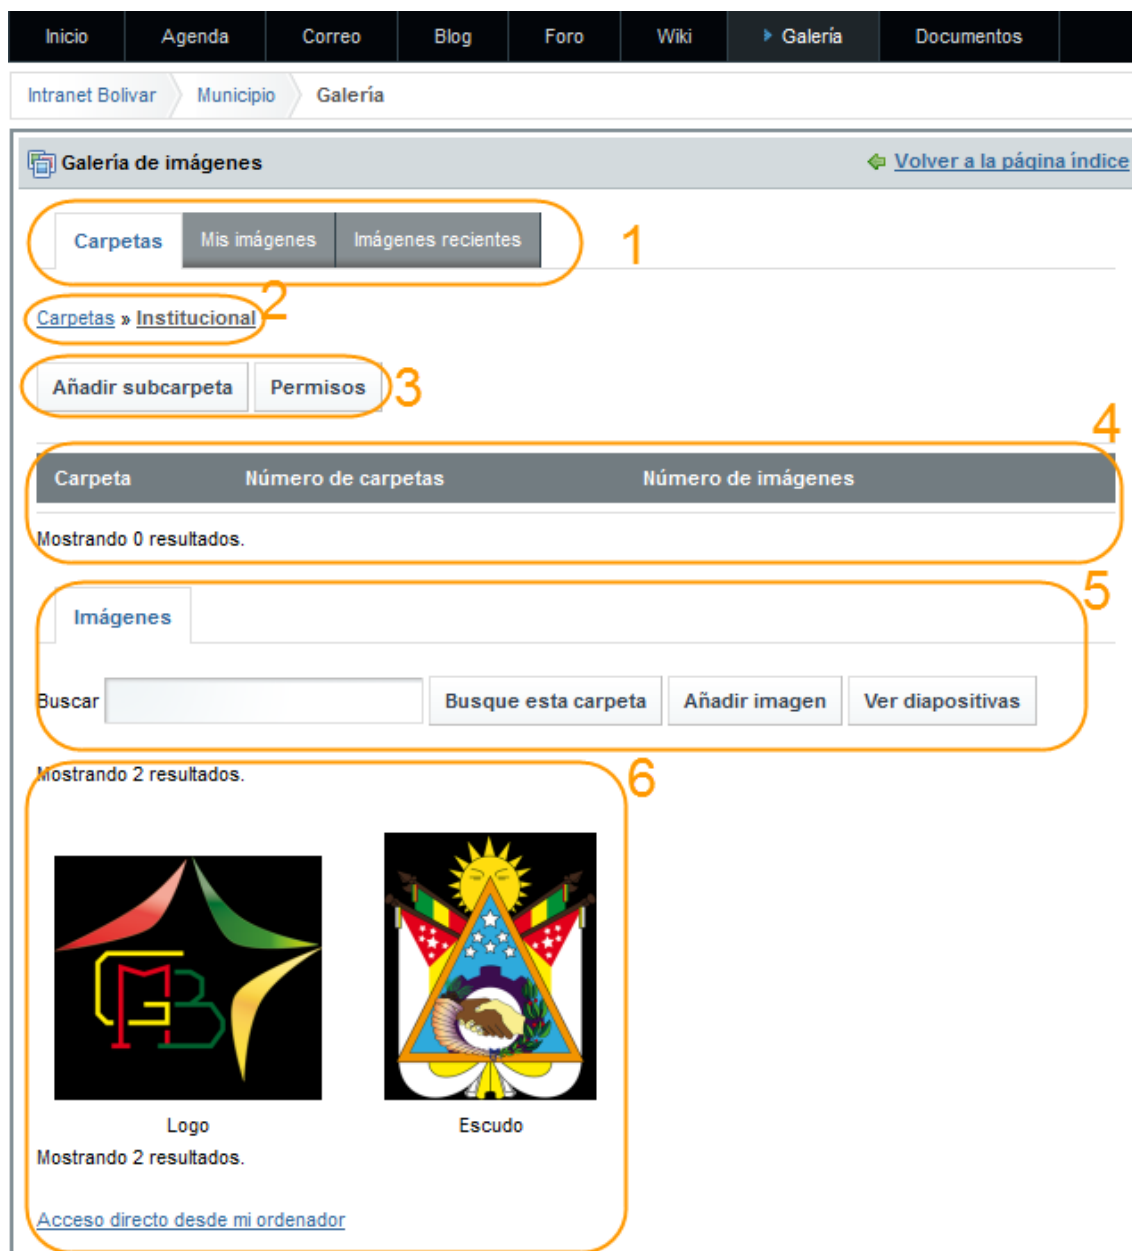 Inicio Agenda Correo Blog Foro Wiki Galería Documentos
Intranet Bolivar Municipio Galería
Galería de imágenes Volver a la página índice
Carpetas Mis imágenes Imágenes recientes 1
2
Carpetas » Institucional
Añadir subcarpeta Permisos 3
4
Carpeta Número de carpetas Número de imágenes
Mostrando 0 resultados.
5
Imágenes
Buscar Busque esta carpeta Añadir imagen Ver diapositivas
Mostrando 2 resultados. 6
GMB
Logo Escudo
Mostrando 2 resultados.
Acceso directo desde mi ordenador